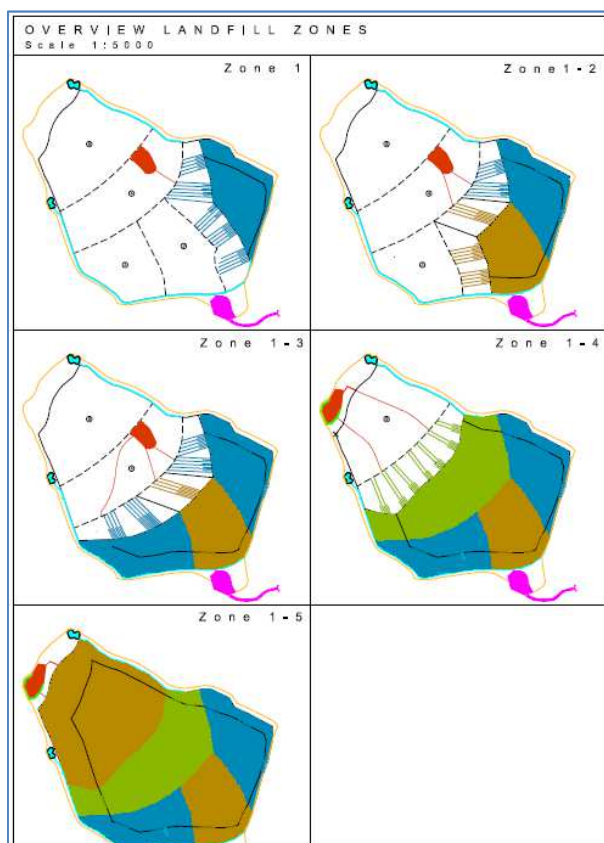 OVERVIEW LANDFILL ZONES
Scale 1:5000
Zone 1
Zone 1-2
Zone 1-3
Zone 1-4
Zone 1-5